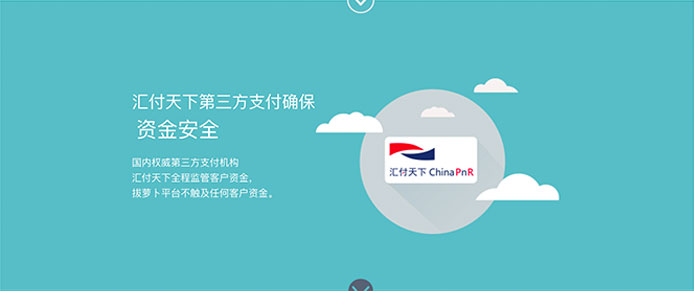 汇付天下第三方支付确保
资金安全
国内权威第三方支付机构
汇付天下全程监管客户资金,
拔萝卜平台不触及任何客户资金。
汇付天下 ChinaPnR